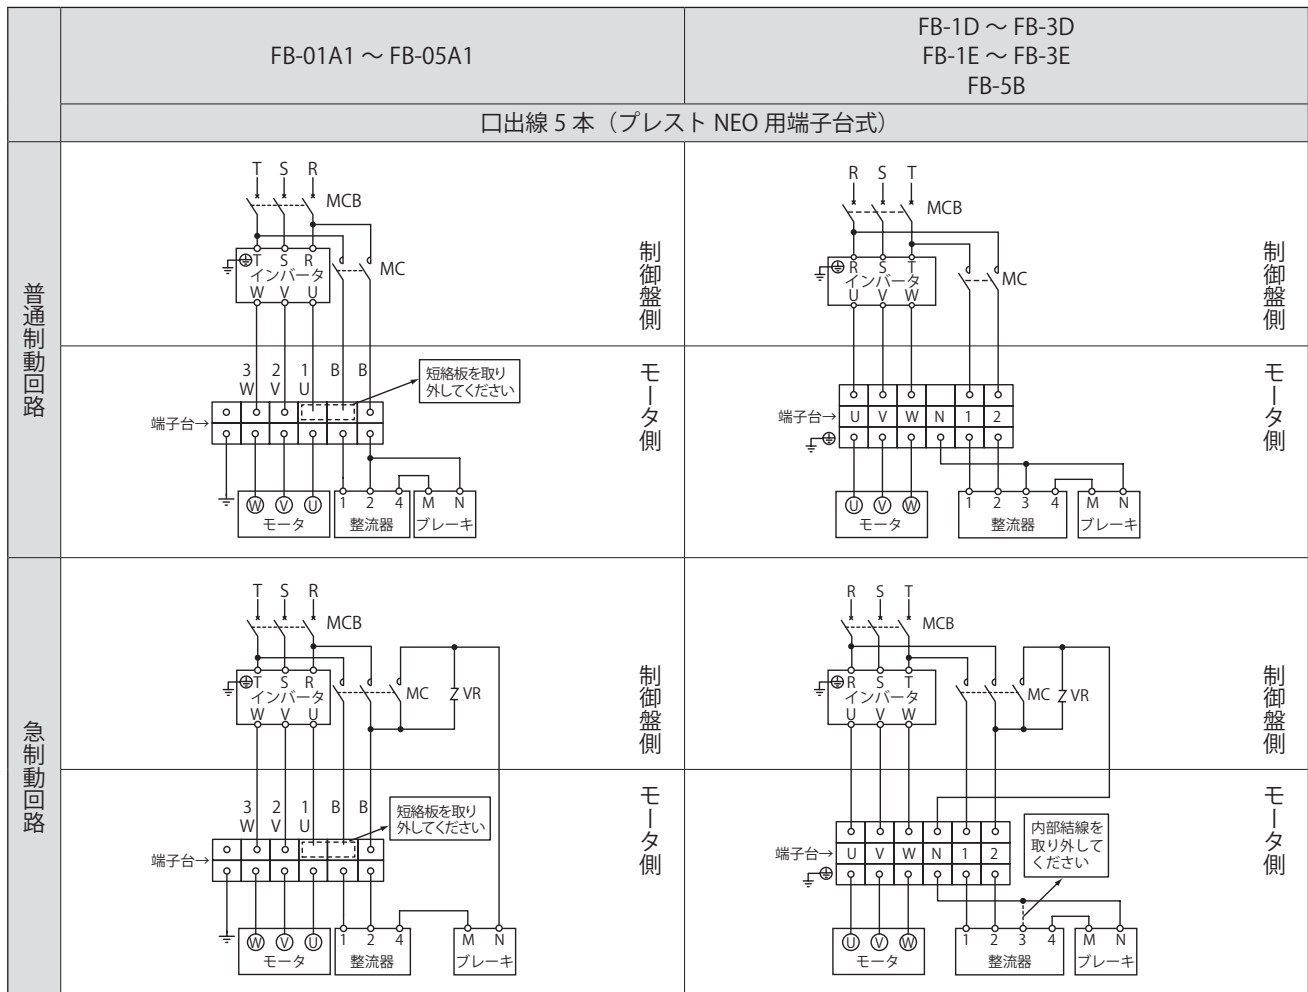 FB-01A1 ～ FB-05A1
FB-1D ～ FB-3D
FB-1E ～ FB-3E
FB-5B
口出線 5 本（プレスト NEO 用端子台式）
普通制動回路
T S R
MCB
T S R
インバータ
W V U
MC
制御盤側
3 2 1 B B
W V U
短絡板を取り
外してください
端子台→
モータ側
W V U
モータ
1 2 4
整流器
M N
ブレーキ
R S T
MCB
R S T
インバータ
U V W
MC
制御盤側
端子台→
U V W N 1 2
モータ側
U V W
モータ
1 2 3 4
整流器
M N
ブレーキ
急制動回路
T S R
MCB
T S R
インバータ
W V U
MC
VR
制御盤側
3 2 1 B B
W V U
短絡板を取り
外してください
端子台→
モータ側
W V U
モータ
1 2 4
整流器
M N
ブレーキ
R S T
MCB
R S T
インバータ
U V W
MC
VR
制御盤側
端子台→
U V W N 1 2
内部結線を
取り外して
ください
モータ側
U V W
モータ
1 2 3 4
整流器
M N
ブレーキ